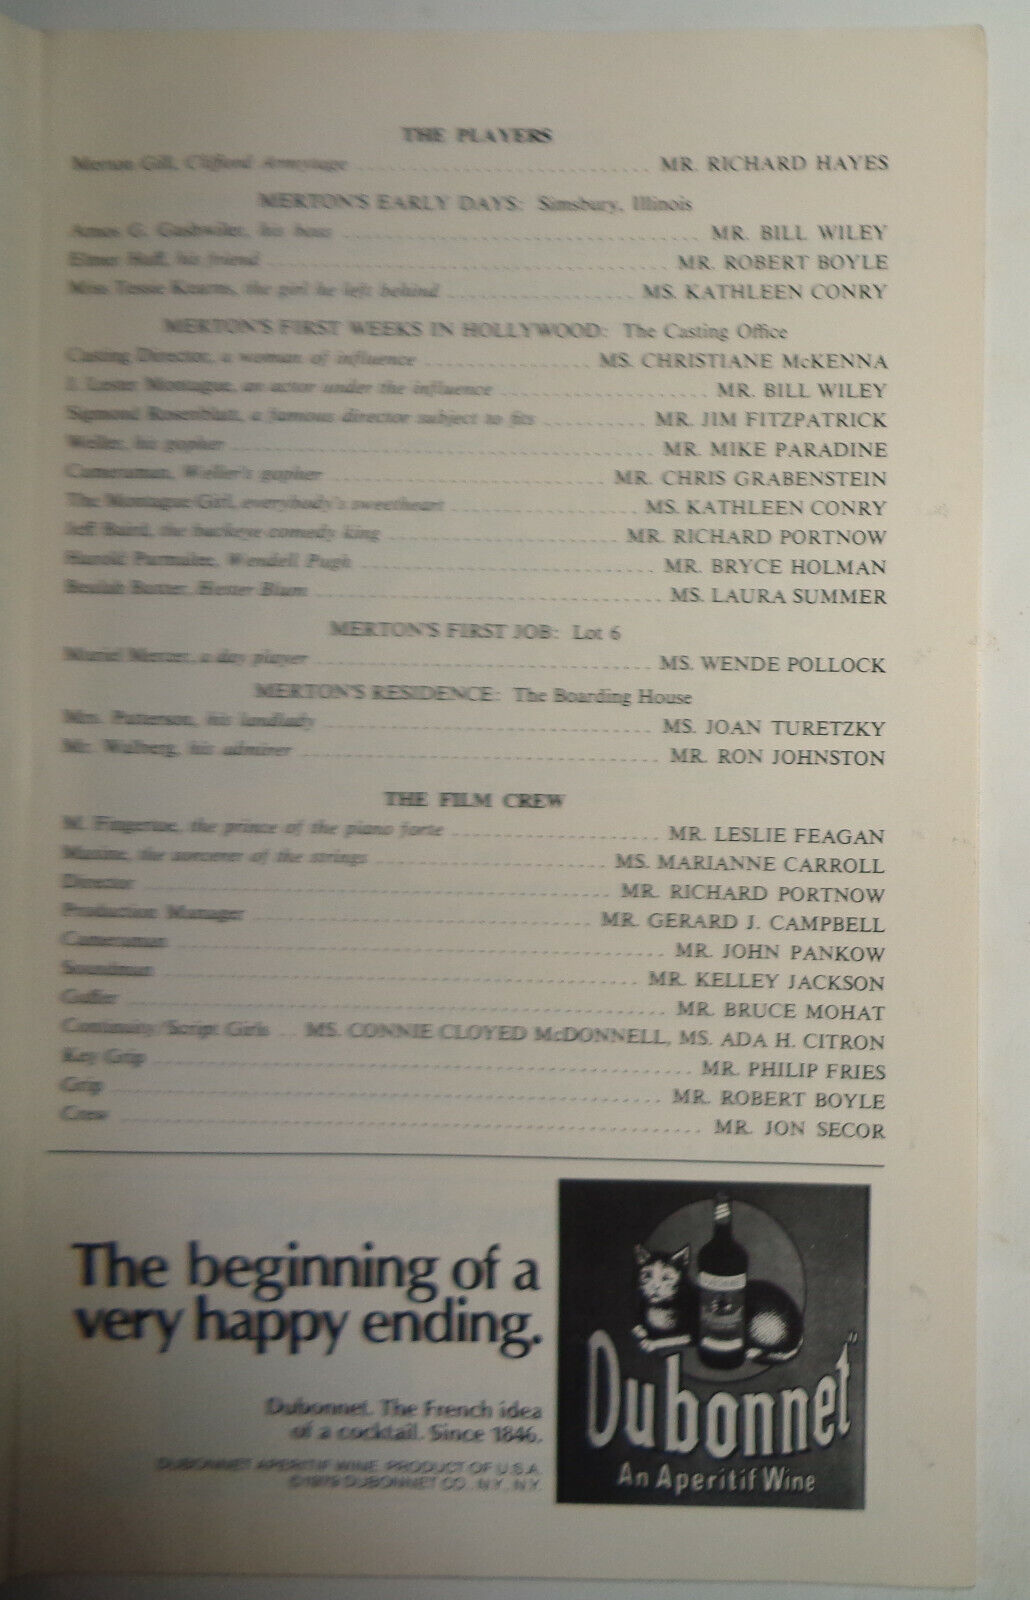 THE PLAYERS
Merton Gill, Clifford Armytage MR. RICHARD HAYES
MERTON'S EARLY DAYS: Simsbury, Illinois
Amos G. Gashwiler, his boss MR. BILL WILEY
Elmer Huff, his friend MR. ROBERT BOYLE
Miss Tessie Kearns, the girl he left behind MS. KATHLEEN CONRY
MERTON'S FIRST WEEKS IN HOLLYWOOD: The Casting Office
Casting Director, a woman of influence MS. CHRISTIANE McKENNA
J. Lester Montague, an actor under the influence MR. BILL WILEY
Sigmond Rosenblatt, a famous director subject to fits MR. JIM FITZPATRICK
Weller, his gopher MR. MIKE PARADINE
Cameraman, Weller's gopher MR. CHRIS GRABENSTEIN
The Montague Girl, everybody's sweetheart MS. KATHLEEN CONRY
Jeff Baird, the buckeye comedy king MR. RICHARD PORTNOW
Harold Parmalee, Wendell Pugh MR. BRYCE HOLMAN
Beulah Baxter, Hester Blum MS. LAURA SUMMER
MERTON'S FIRST JOB: Lot 6
Muriel Mercer, a day player MS. WENDE POLLOCK
MERTON'S RESIDENCE: The Boarding House
Mrs. Patterson, his landlady MS. JOAN TURETZKY
Mr. Walberg, his admirer MR. RON JOHNSTON
THE FILM CREW
M. Fingertoe, the prince of the piano forte MR. LESLIE FEAGAN
the sorcerer of the strings MS. MARIANNE CARROLL
Director MR. RICHARD PORTNOW
Production Manager MR. GERARD J. CAMPBELL
Cameraman MR. JOHN PANKOW
Soundman MR. KELLEY JACKSON
Gaffer MR. BRUCE MOHAT
Continuity/Script Girls MS. CONNIE CLOYED McDONNELL, MS. ADA H. CITRON
Key Grip MR. PHILIP FRIES
Grip MR. ROBERT BOYLE
Crew MR. JON SECOR
The beginning of a
very happy ending.
Dubonnet. The French idea
of a cocktail. Since 1846.
DUBONNET APERITIF WINE. PRODUCT OF U.S.A.
©1979 DUBONNET CO., N.Y., N.Y.
Dubonnet
An Aperitif Wine